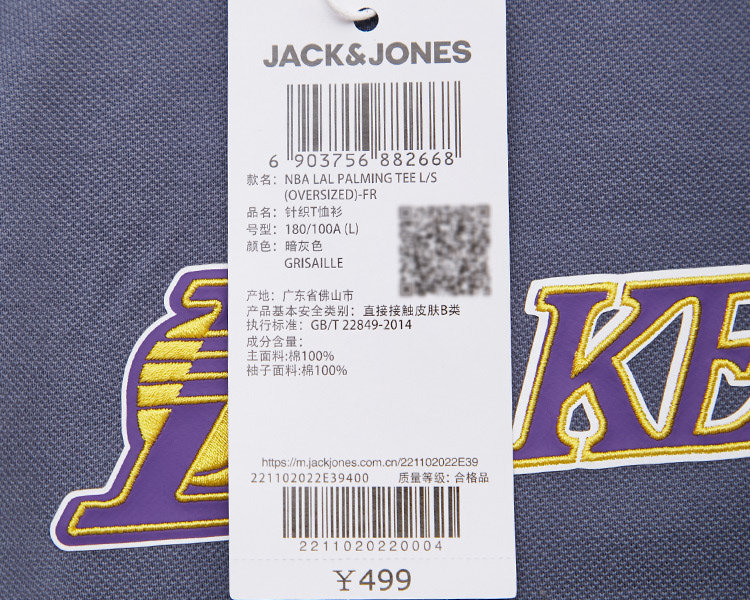 JACK&JONES
6 903756 882668
款名： NBA LAL PALMING TEE L/S
(OVERSIZED)-FR
品名： 针织T恤衫
号型： 180/100A (L)
颜色： 暗灰色
GRISAILLE
产地：广东省佛山市
产品基本安全类别：直接接触皮肤B类
执行标准：GB/T 22849-2014
成分含量：
主面料:棉100%
袖子面料:棉100%
https://m.jackjones.com.cn/221102022E39
221102022E39400 质量等级：合格品
2211020220004
¥499
L KE